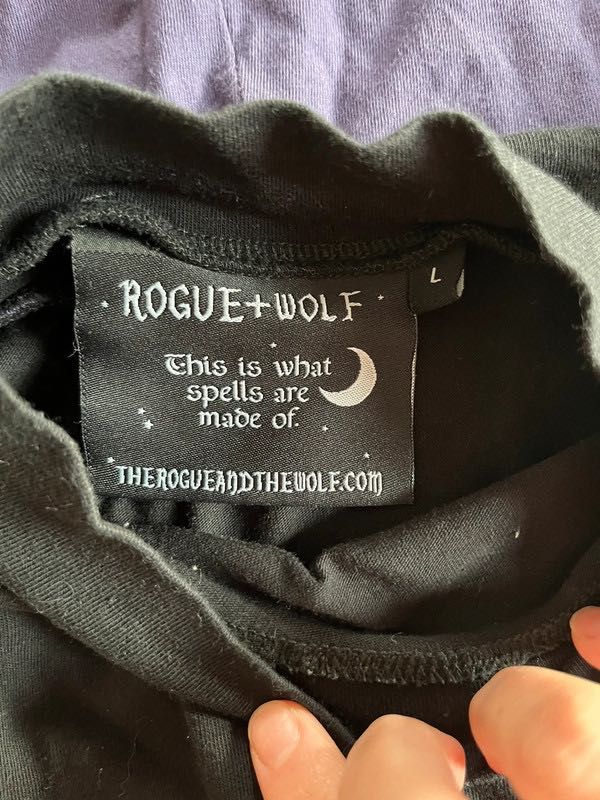 ROGUE+WOLF
L
This is what
spells are
made of.
THEROGUEANDTHEWOLF.COM